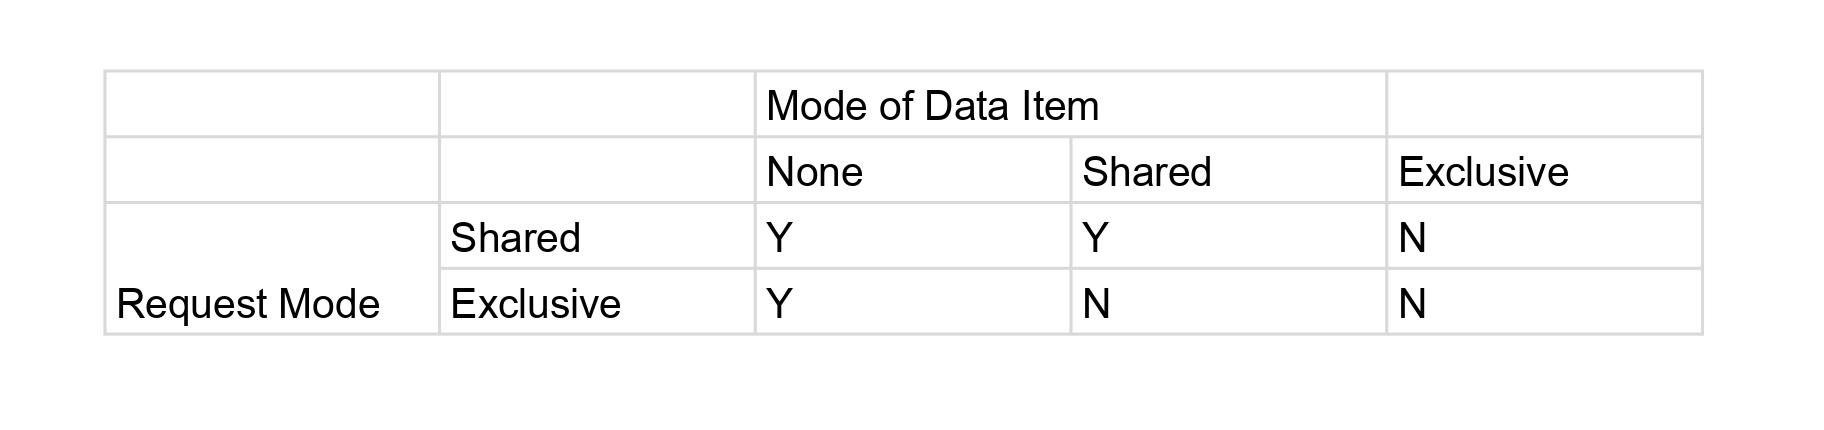 Mode of Data Item
None Shared Exclusive
Shared Y Y N
Request Mode Exclusive Y N N